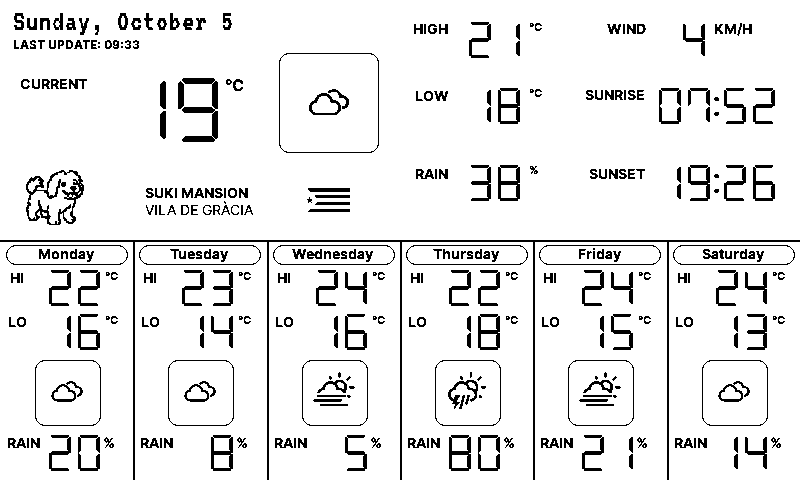 Sunday, October 5
LAST UPDATE: 09:33
CURRENT 19 °C
SUKI MANSION
VILA DE GRÀCIA
HIGH 21 °C
LOW 18 °C
RAIN 38 %
WIND 4 KM/H
SUNRISE 07:52
SUNSET 19:26
Monday
HI 22 °C
LO 16 °C
RAIN 20 %
Tuesday
HI 23 °C
LO 14 °C
RAIN 8 %
Wednesday
HI 24 °C
LO 16 °C
RAIN 5 %
Thursday
HI 22 °C
LO 18 °C
RAIN 80 %
Friday
HI 24 °C
LO 15 °C
RAIN 21 %
Saturday
HI 24 °C
LO 13 °C
RAIN 14 %